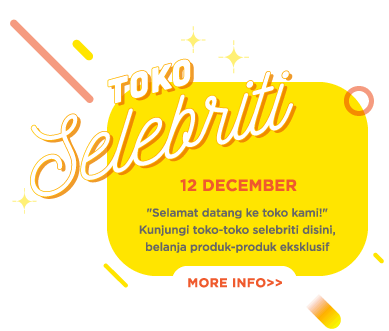 TOKO
Selebriti
12 DECEMBER
"Selamat datang ke toko kami!"
Kunjungi toko-toko selebriti disini,
belanja produk-produk eksklusif
MORE INFO>>